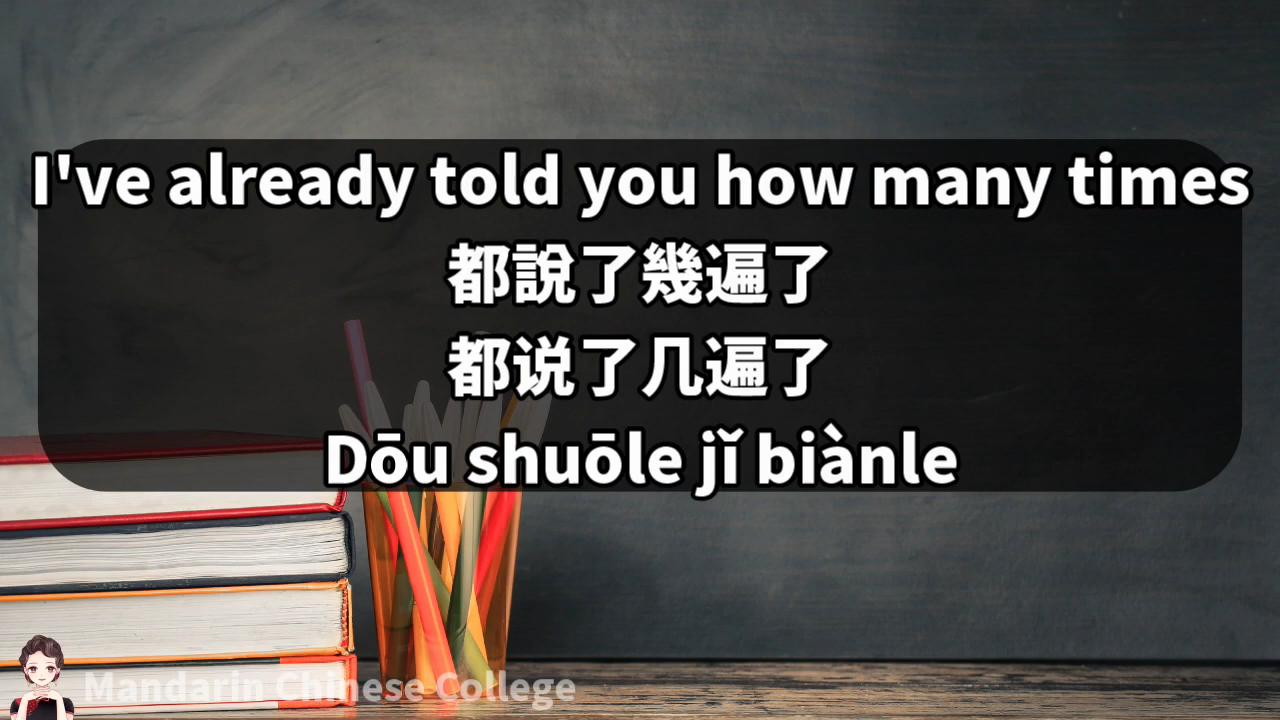 I've already told you how many times
都說了幾遍了
都说了几遍了
Dōu shuōle jǐ biànle
Mandarin Chinese College